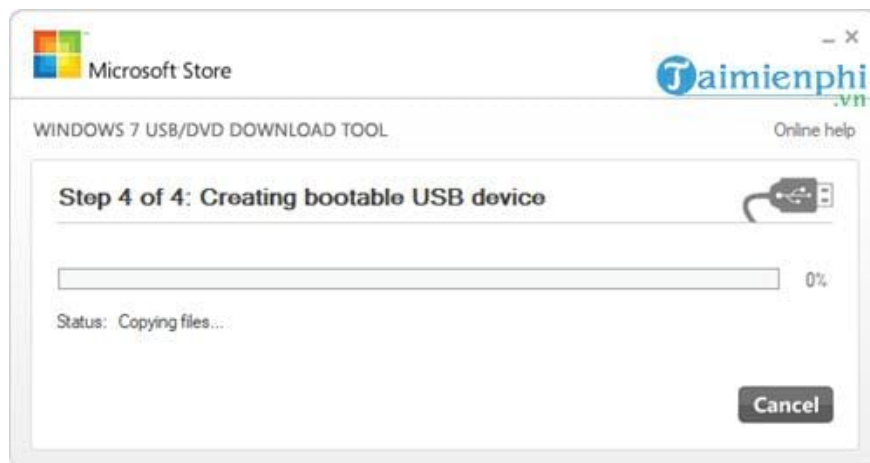 Microsoft Store
Taimienphi
.vn
WINDOWS 7 USB/DVD DOWNLOAD TOOL
Online help
Step 4 of 4: Creating bootable USB device
0%
Status: Copying files...
Cancel